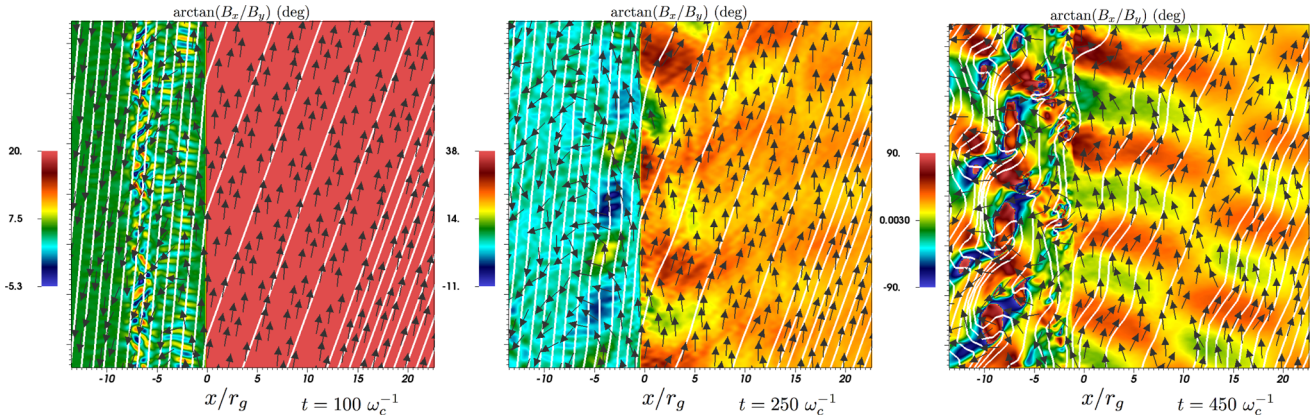 arctan(B_x/B_y) (deg)
20.
7.5
-5.3
-10 -5 0 5 10 15 20
x/r_g t = 100 ω_c^{-1}
arctan(B_x/B_y) (deg)
38.
14.
-11.
-10 -5 0 5 10 15 20
x/r_g t = 250 ω_c^{-1}
arctan(B_x/B_y) (deg)
90.
0.0030
-90.
-10 -5 0 5 10 15 20
x/r_g t = 450 ω_c^{-1}